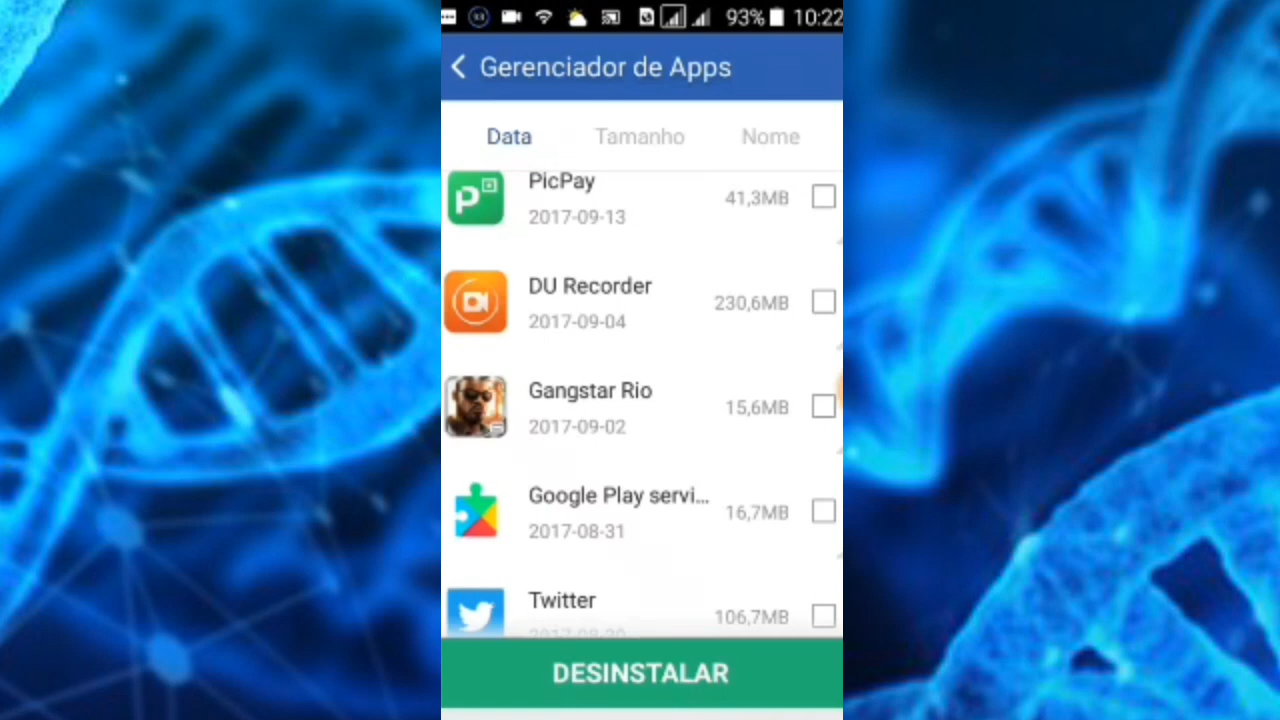 93% 10:22
Gerenciador de Apps
Data Tamanho Nome
PicPay
2017-09-13
41,3MB
DU Recorder
2017-09-04
230,6MB
Gangstar Rio
2017-09-02
15,6MB
Google Play servi...
2017-08-31
16,7MB
Twitter
106,7MB
DESINSTALAR